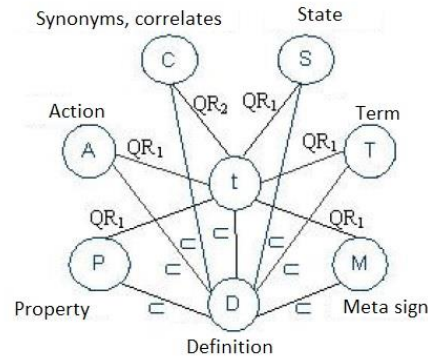 Synonyms, correlates
State
C
S
Action
QR₂
QR₁
Term
A
QR₁
QR₁
T
t
QR₁
QR₁
⊂
⊂
⊂
⊂
⊂
P
M
⊂
⊂
D
Property
Meta sign
Definition